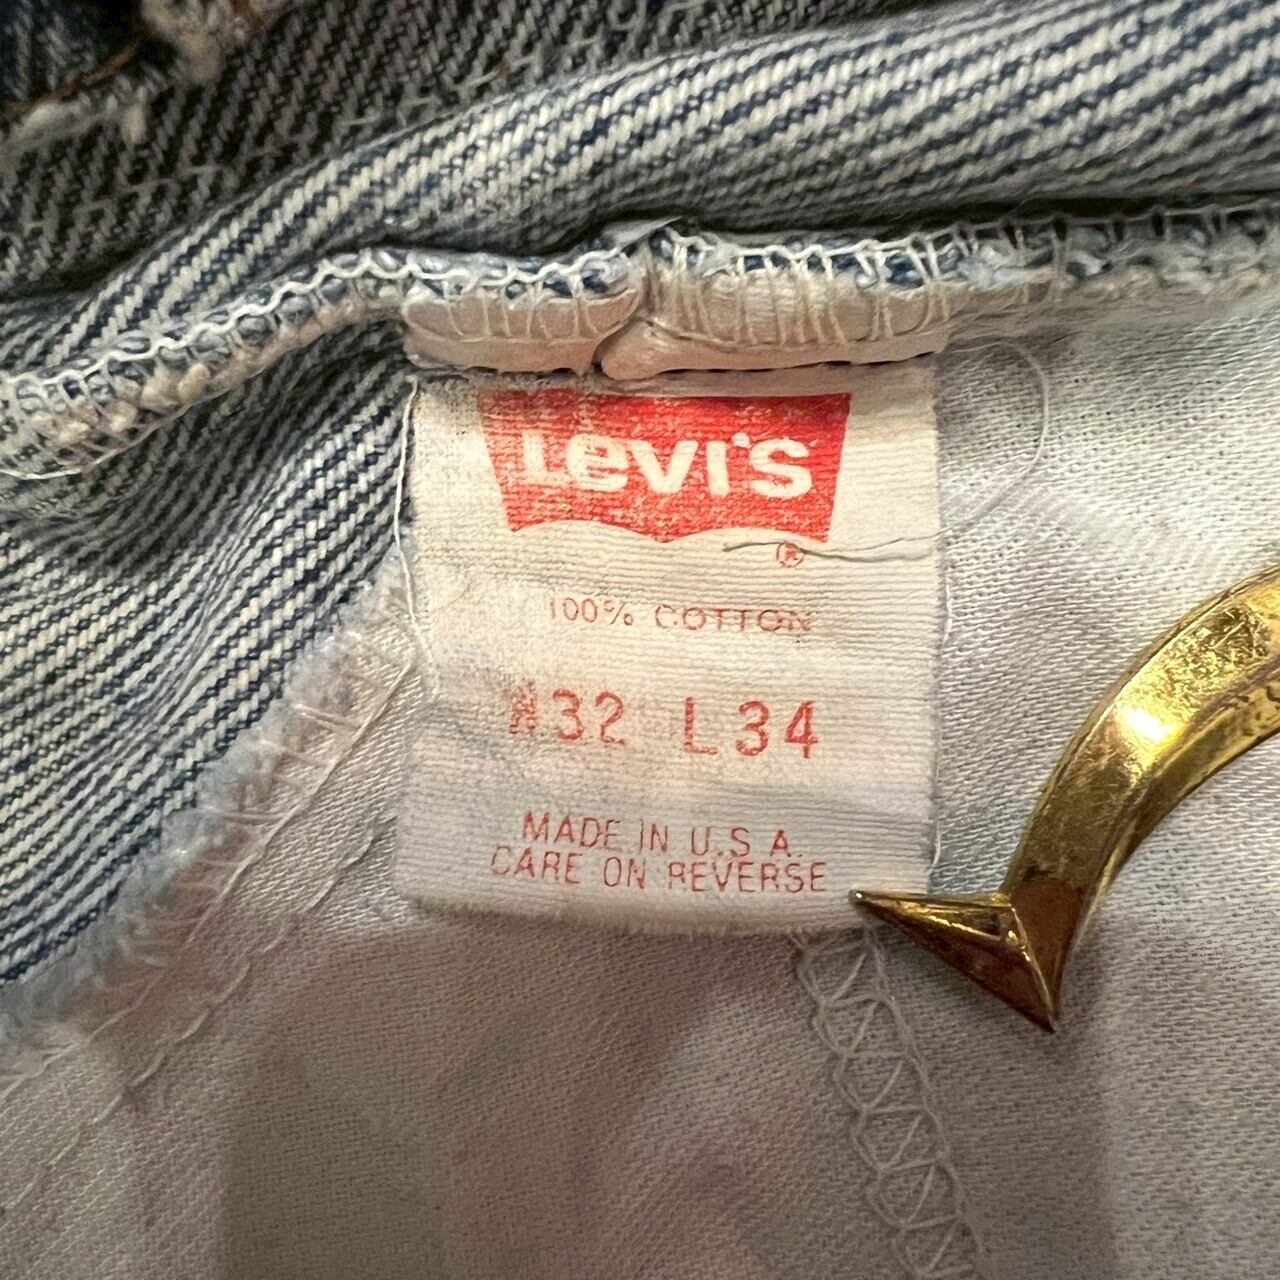 Levi's
®
100% COTTON
W32 L34
MADE IN U.S.A.
CARE ON REVERSE